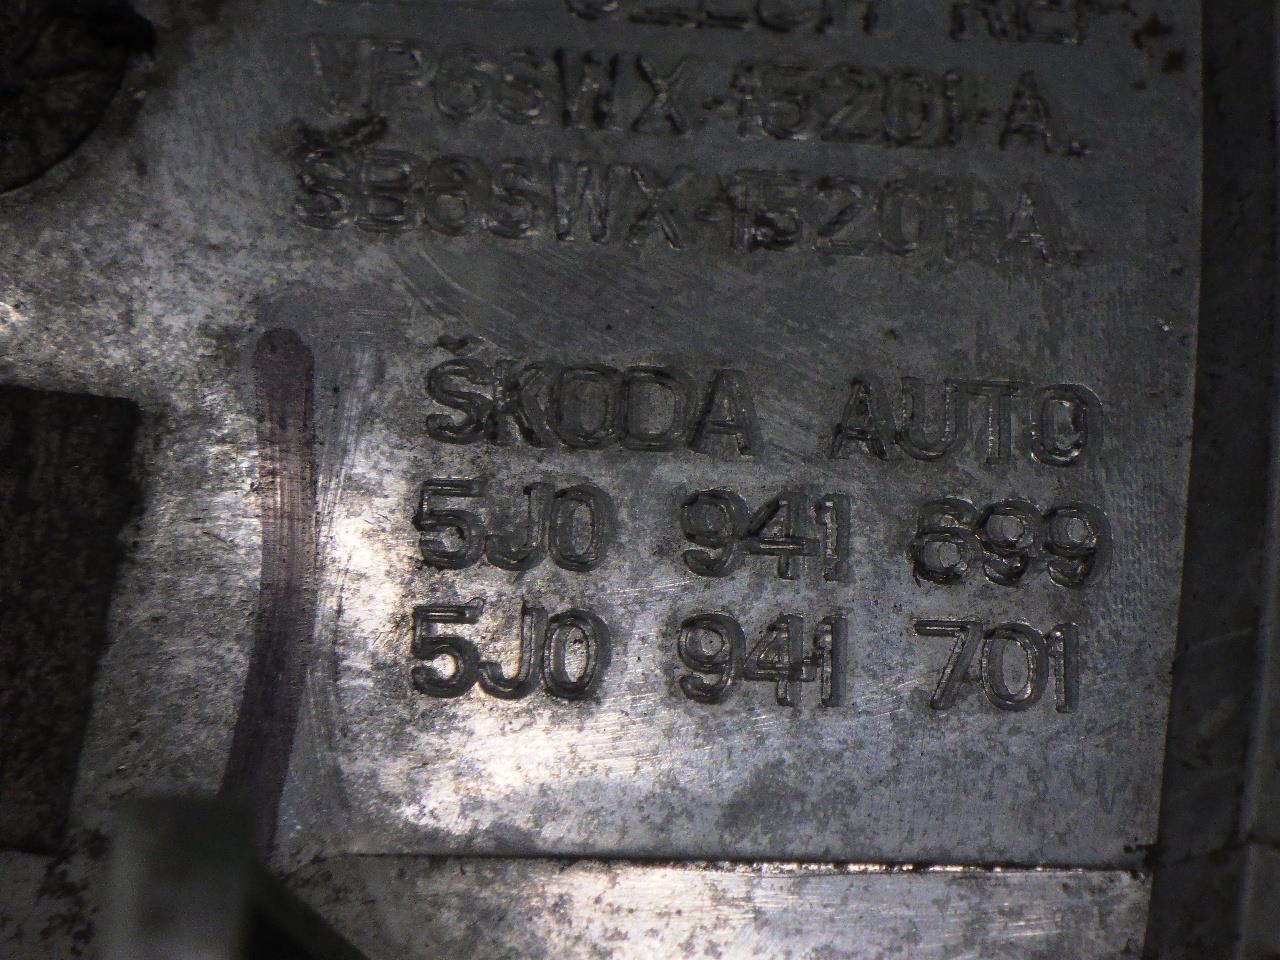 VP6SWX-15201-A.
SB6SWX-15201-A.
ŠKODA AUTO
5J0 941 699
5J0 941 701